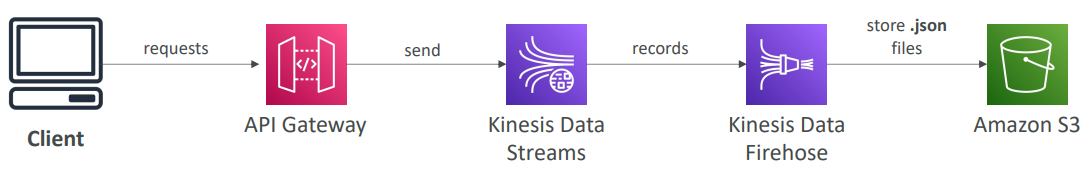 requests
send
records
store .json
files
Client
API Gateway
Kinesis Data
Streams
Kinesis Data
Firehose
Amazon S3